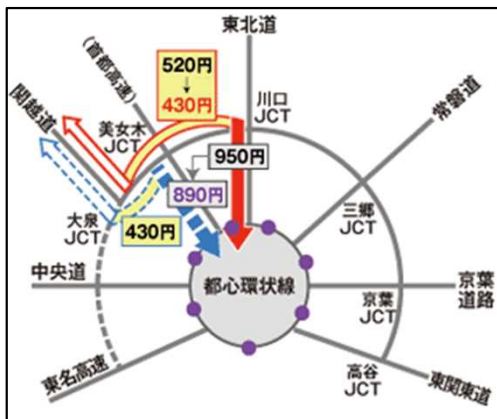 東北道
(首都高速)
520円
↓
430円
関越道
美女木
JCT
川口
JCT
常磐道
950円
890円
大泉
JCT
430円
三郷
JCT
中央道
都心環状線
京葉
JCT
京葉
道路
東名高速
高谷
JCT
東関東道